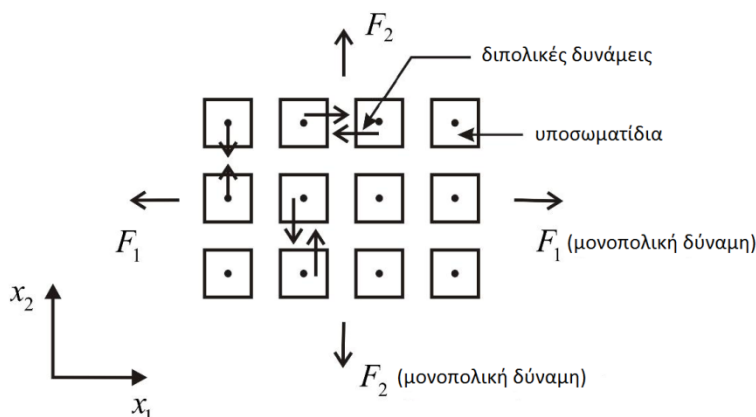 F₂
διπολικές δυνάμεις
υποσωματίδια
F₁
F₁ (μονοπολική δύναμη)
x₂
F₂ (μονοπολική δύναμη)
x₁